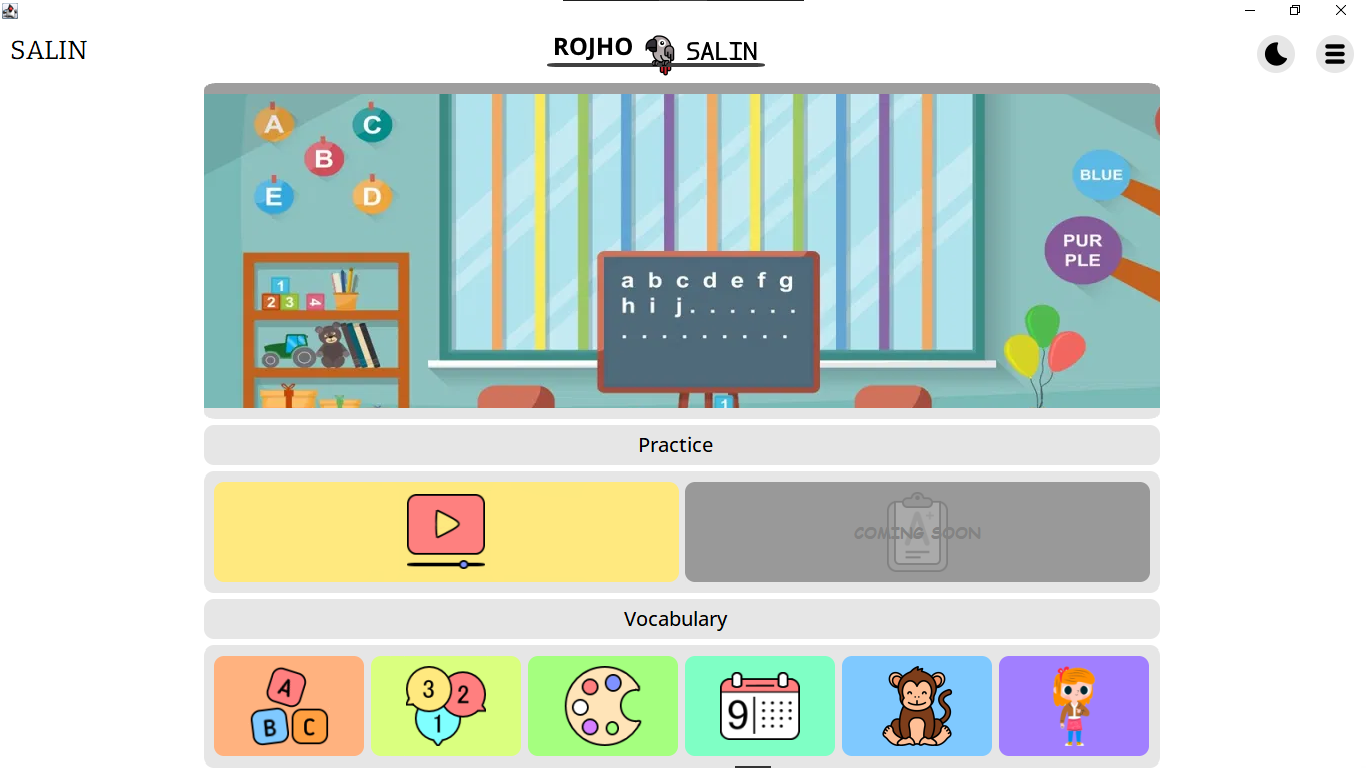 SALIN
ROJHO SALIN
A
C
B
E
D
BLUE
PUR
PLE
1
2 3 4
a b c d e f g
h i j. . . . . .
. . . . . . . . .
1
Practice
COMING SOON
A+
Vocabulary
A
B C
3 2
1
9